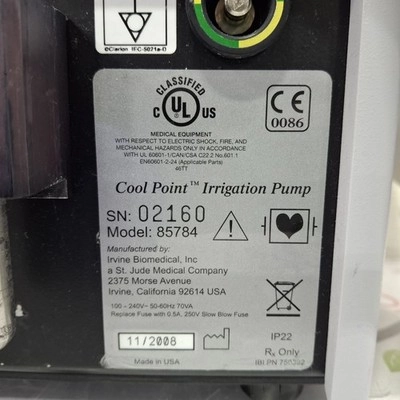 ©Clarion IFC-5021a-D
CLASSIFIED
C UL US
CE
0086
MEDICAL EQUIPMENT
WITH RESPECT TO ELECTRIC SHOCK, FIRE, AND
MECHANICAL HAZARDS ONLY IN ACCORDANCE
WITH UL 60601-1/CAN/CSA C22.2 No.601.1
EN60601-2-24 (Applicable Parts)
46TT
Cool Point™ Irrigation Pump
SN: 02160
Model: 85784
Manufactured by:
Irvine Biomedical, Inc
a St. Jude Medical Company
2375 Morse Avenue
Irvine, California 92614 USA
100 - 240V~ 50-60Hz 70VA
Replace Fuse with 0.5A, 250V Slow Blow Fuse
11/2008
IP22
Made in USA
Rx Only
IBI PN